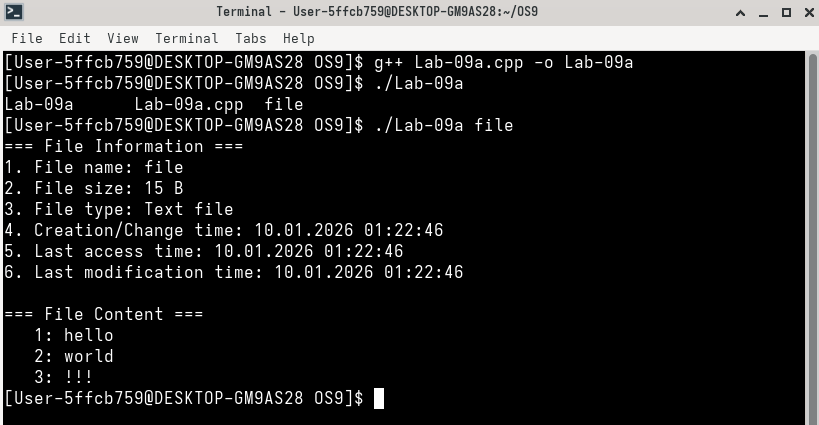 Terminal - User-5ffcb759@DESKTOP-GM9AS28:~/OS9
File Edit View Terminal Tabs Help
[User-5ffcb759@DESKTOP-GM9AS28 OS9]$ g++ Lab-09a.cpp -o Lab-09a
[User-5ffcb759@DESKTOP-GM9AS28 OS9]$ ./Lab-09a
Lab-09a      Lab-09a.cpp  file
[User-5ffcb759@DESKTOP-GM9AS28 OS9]$ ./Lab-09a file
=== File Information ===
1. File name: file
2. File size: 15 B
3. File type: Text file
4. Creation/Change time: 10.01.2026 01:22:46
5. Last access time: 10.01.2026 01:22:46
6. Last modification time: 10.01.2026 01:22:46
=== File Content ===
   1: hello
   2: world
   3: !!!
[User-5ffcb759@DESKTOP-GM9AS28 OS9]$